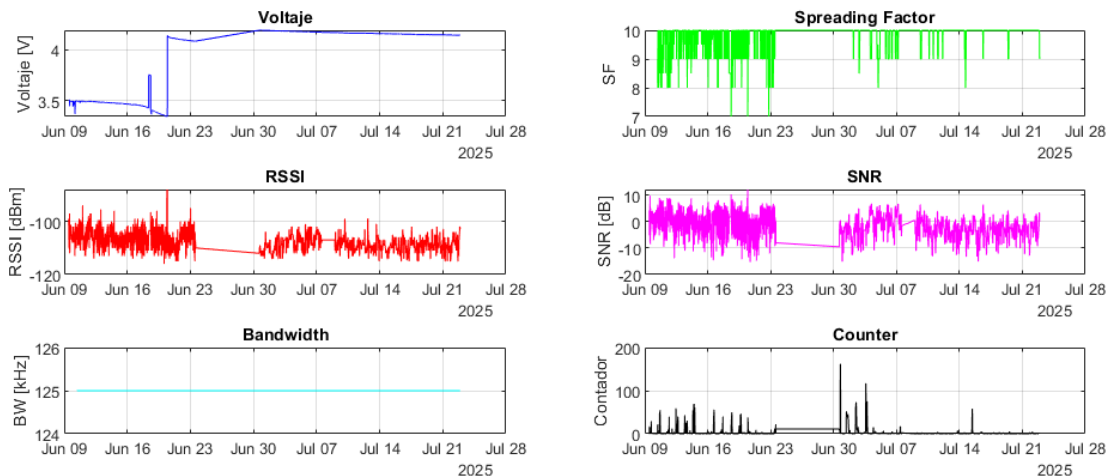 Voltaje
Voltaje [V]
4
3.5
Jun 09 Jun 16 Jun 23 Jun 30 Jul 07 Jul 14 Jul 21 Jul 28
2025
Spreading Factor
SF
10
9
8
7
Jun 09 Jun 16 Jun 23 Jun 30 Jul 07 Jul 14 Jul 21 Jul 28
2025
RSSI
RSSI [dBm]
-100
-120
Jun 09 Jun 16 Jun 23 Jun 30 Jul 07 Jul 14 Jul 21 Jul 28
2025
SNR
SNR [dB]
10
0
-10
-20
Jun 09 Jun 16 Jun 23 Jun 30 Jul 07 Jul 14 Jul 21 Jul 28
2025
Bandwidth
BW [kHz]
126
125
124
Jun 09 Jun 16 Jun 23 Jun 30 Jul 07 Jul 14 Jul 21 Jul 28
2025
Counter
Contador
200
100
0
Jun 09 Jun 16 Jun 23 Jun 30 Jul 07 Jul 14 Jul 21 Jul 28
2025